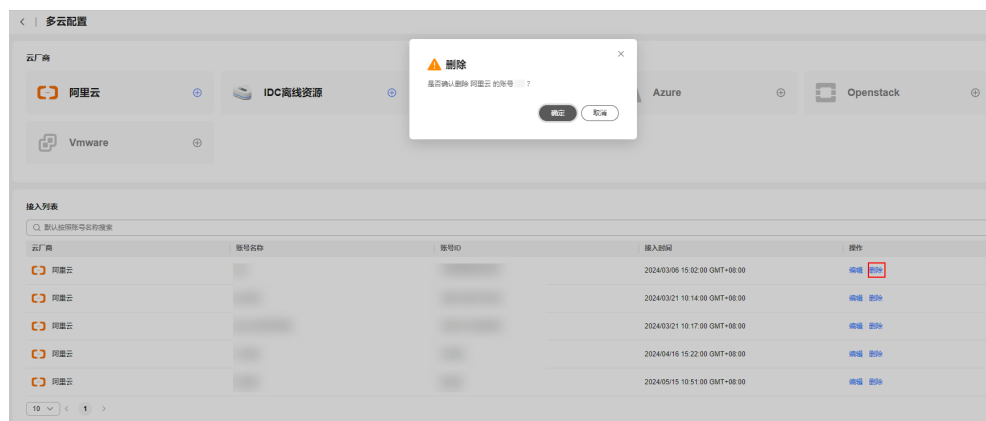 多云配置
云厂商
删除
是否确认删除 阿里云 的账号 ?
确定 取消
阿里云 IDC离线资源 Azure Openstack
Vmware
接入列表
默认按照账号名称搜索
云厂商 账号名称 账号ID 接入时间 操作
阿里云 2024/03/06 15:02:00 GMT+08:00 编辑 删除
阿里云 2024/03/21 10:14:00 GMT+08:00 编辑 删除
阿里云 2024/03/21 10:17:00 GMT+08:00 编辑 删除
阿里云 2024/04/16 15:22:00 GMT+08:00 编辑 删除
阿里云 2024/05/15 10:51:00 GMT+08:00 编辑 删除
10 1